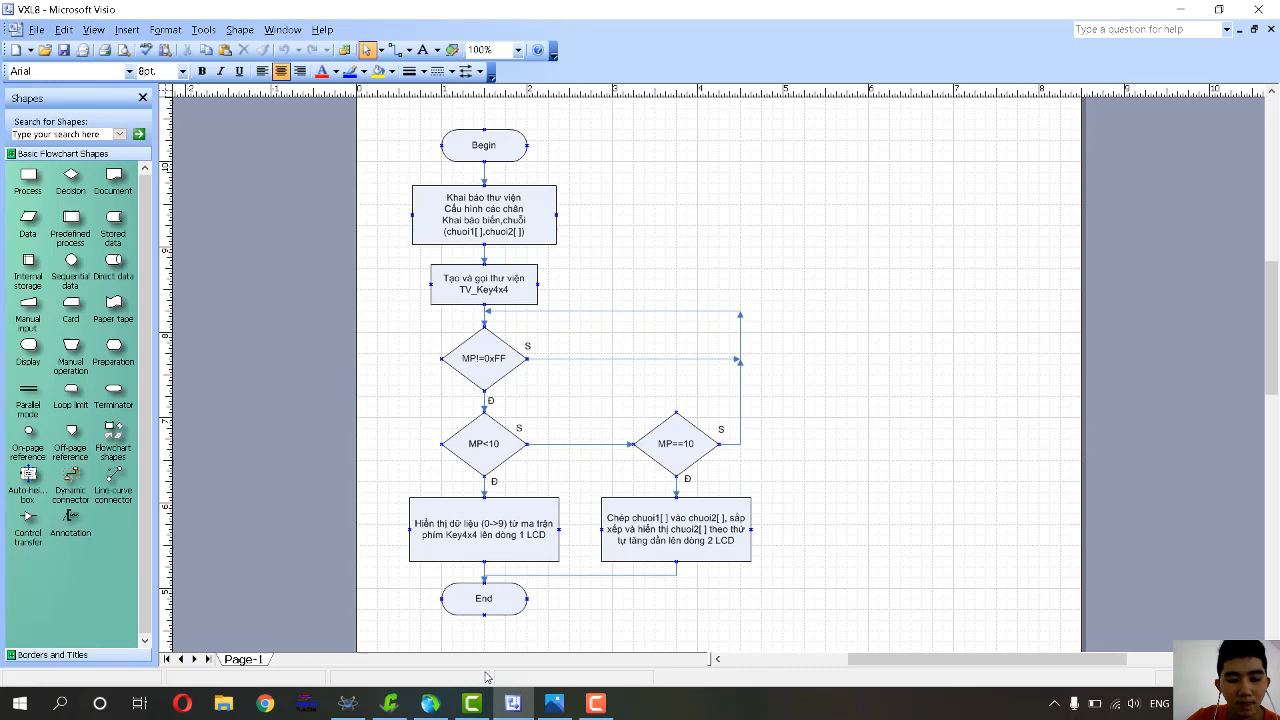 VXL8 - Microsoft Visio
File Edit View Insert Format Tools Shape Window Help
Type a question for help
100%
Arial 8pt.
B I U
Shapes
Search for Shapes:
Type your search here
Basic Flowchart Shapes
Process Decision Document
Data Predefined process Stored data
Internal storage Sequential data Direct data
Manual input Card Paper tape
Display Manual operation Preparation
Parallel mode Loop limit Terminator
On-page reference Off-page reference Flowchart shapes
Auto-hei... box Dynamic connector Line-curve connector
Control transfer Annotation
Borders and Titles
Begin
Khai báo thư viện
Cấu hình các chân
Khai báo biến,chuỗi
(chuoi1[ ],chuoi2[ ])
Tạo và gọi thư viện
TV_Key4x4
MP!=0xFF
S
Đ
MP<10
S
MP==10
S
Đ
Đ
Hiển thị dữ liệu (0->9) từ ma trận
phím Key4x4 lên dòng 1 LCD
Chép chuoi1[ ] vào chuoi2[ ], sắp
xếp và hiển thị chuoi2[ ] theo thứ
tự tăng dần lên dòng 2 LCD
End
Page-1
ENG